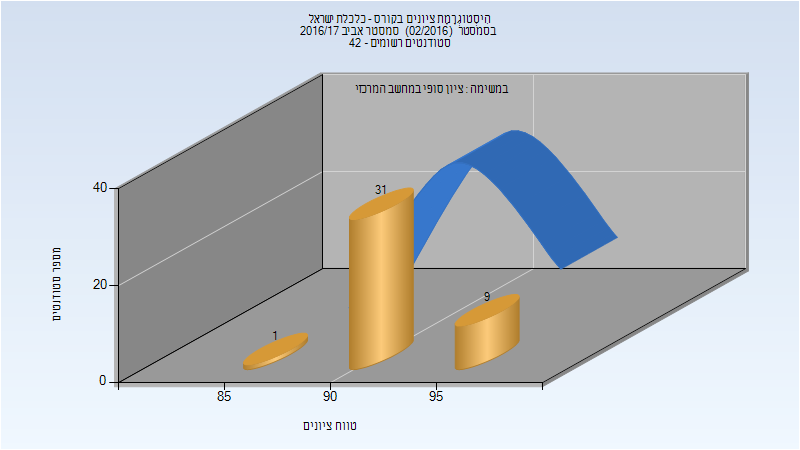 היסטוגרמת ציונים בקורס - כלכלת ישראל
בסמסטר (02/2016) סמסטר אביב 2016/17
סטודנטים רשומים - 42
במשימה : ציון סופי במחשב המרכזי
מספר סטודנטים
40
20
0
1
31
9
85
90
95
טווח ציונים